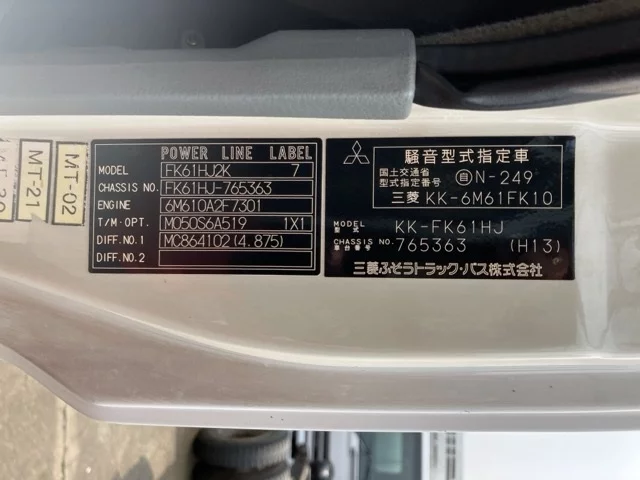 MT-20
MT-21
MT-02
POWER LINE LABEL
MODEL FK61HJ2K 7
CHASSIS NO. FK61HJ-765363
ENGINE 6M610A2F7301
T/M·OPT. M050S6A519 1X1
DIFF.NO.1 MC864102(4.875)
DIFF.NO.2
騒音型式指定車
国土交通省
型式指定番号 自N-249
三菱 KK-6M61FK10
MODEL
型式 KK-FK61HJ
CHASSIS NO.
車台番号 765363 (H13)
三菱ふそうトラック・バス株式会社